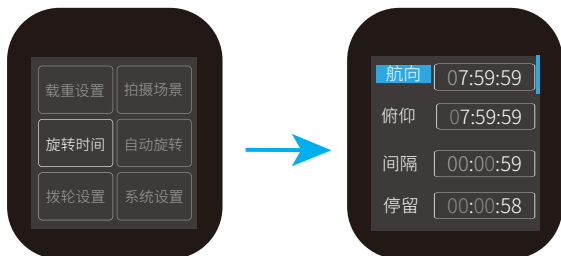 载重设置 拍摄场景
旋转时间 自动旋转
拨轮设置 系统设置
航向 07:59:59
俯仰 07:59:59
间隔 00:00:59
停留 00:00:58